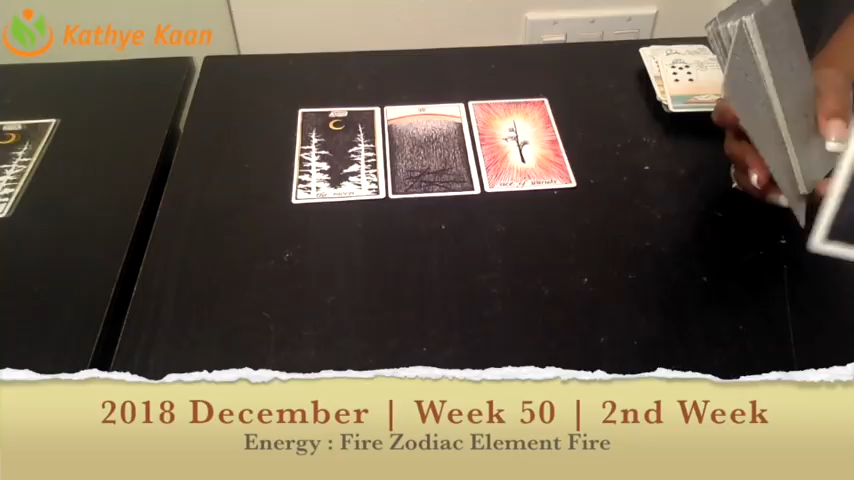 Kathye Kaan
the moon
ace of wands
2018 December | Week 50 | 2nd Week
Energy : Fire Zodiac Element Fire